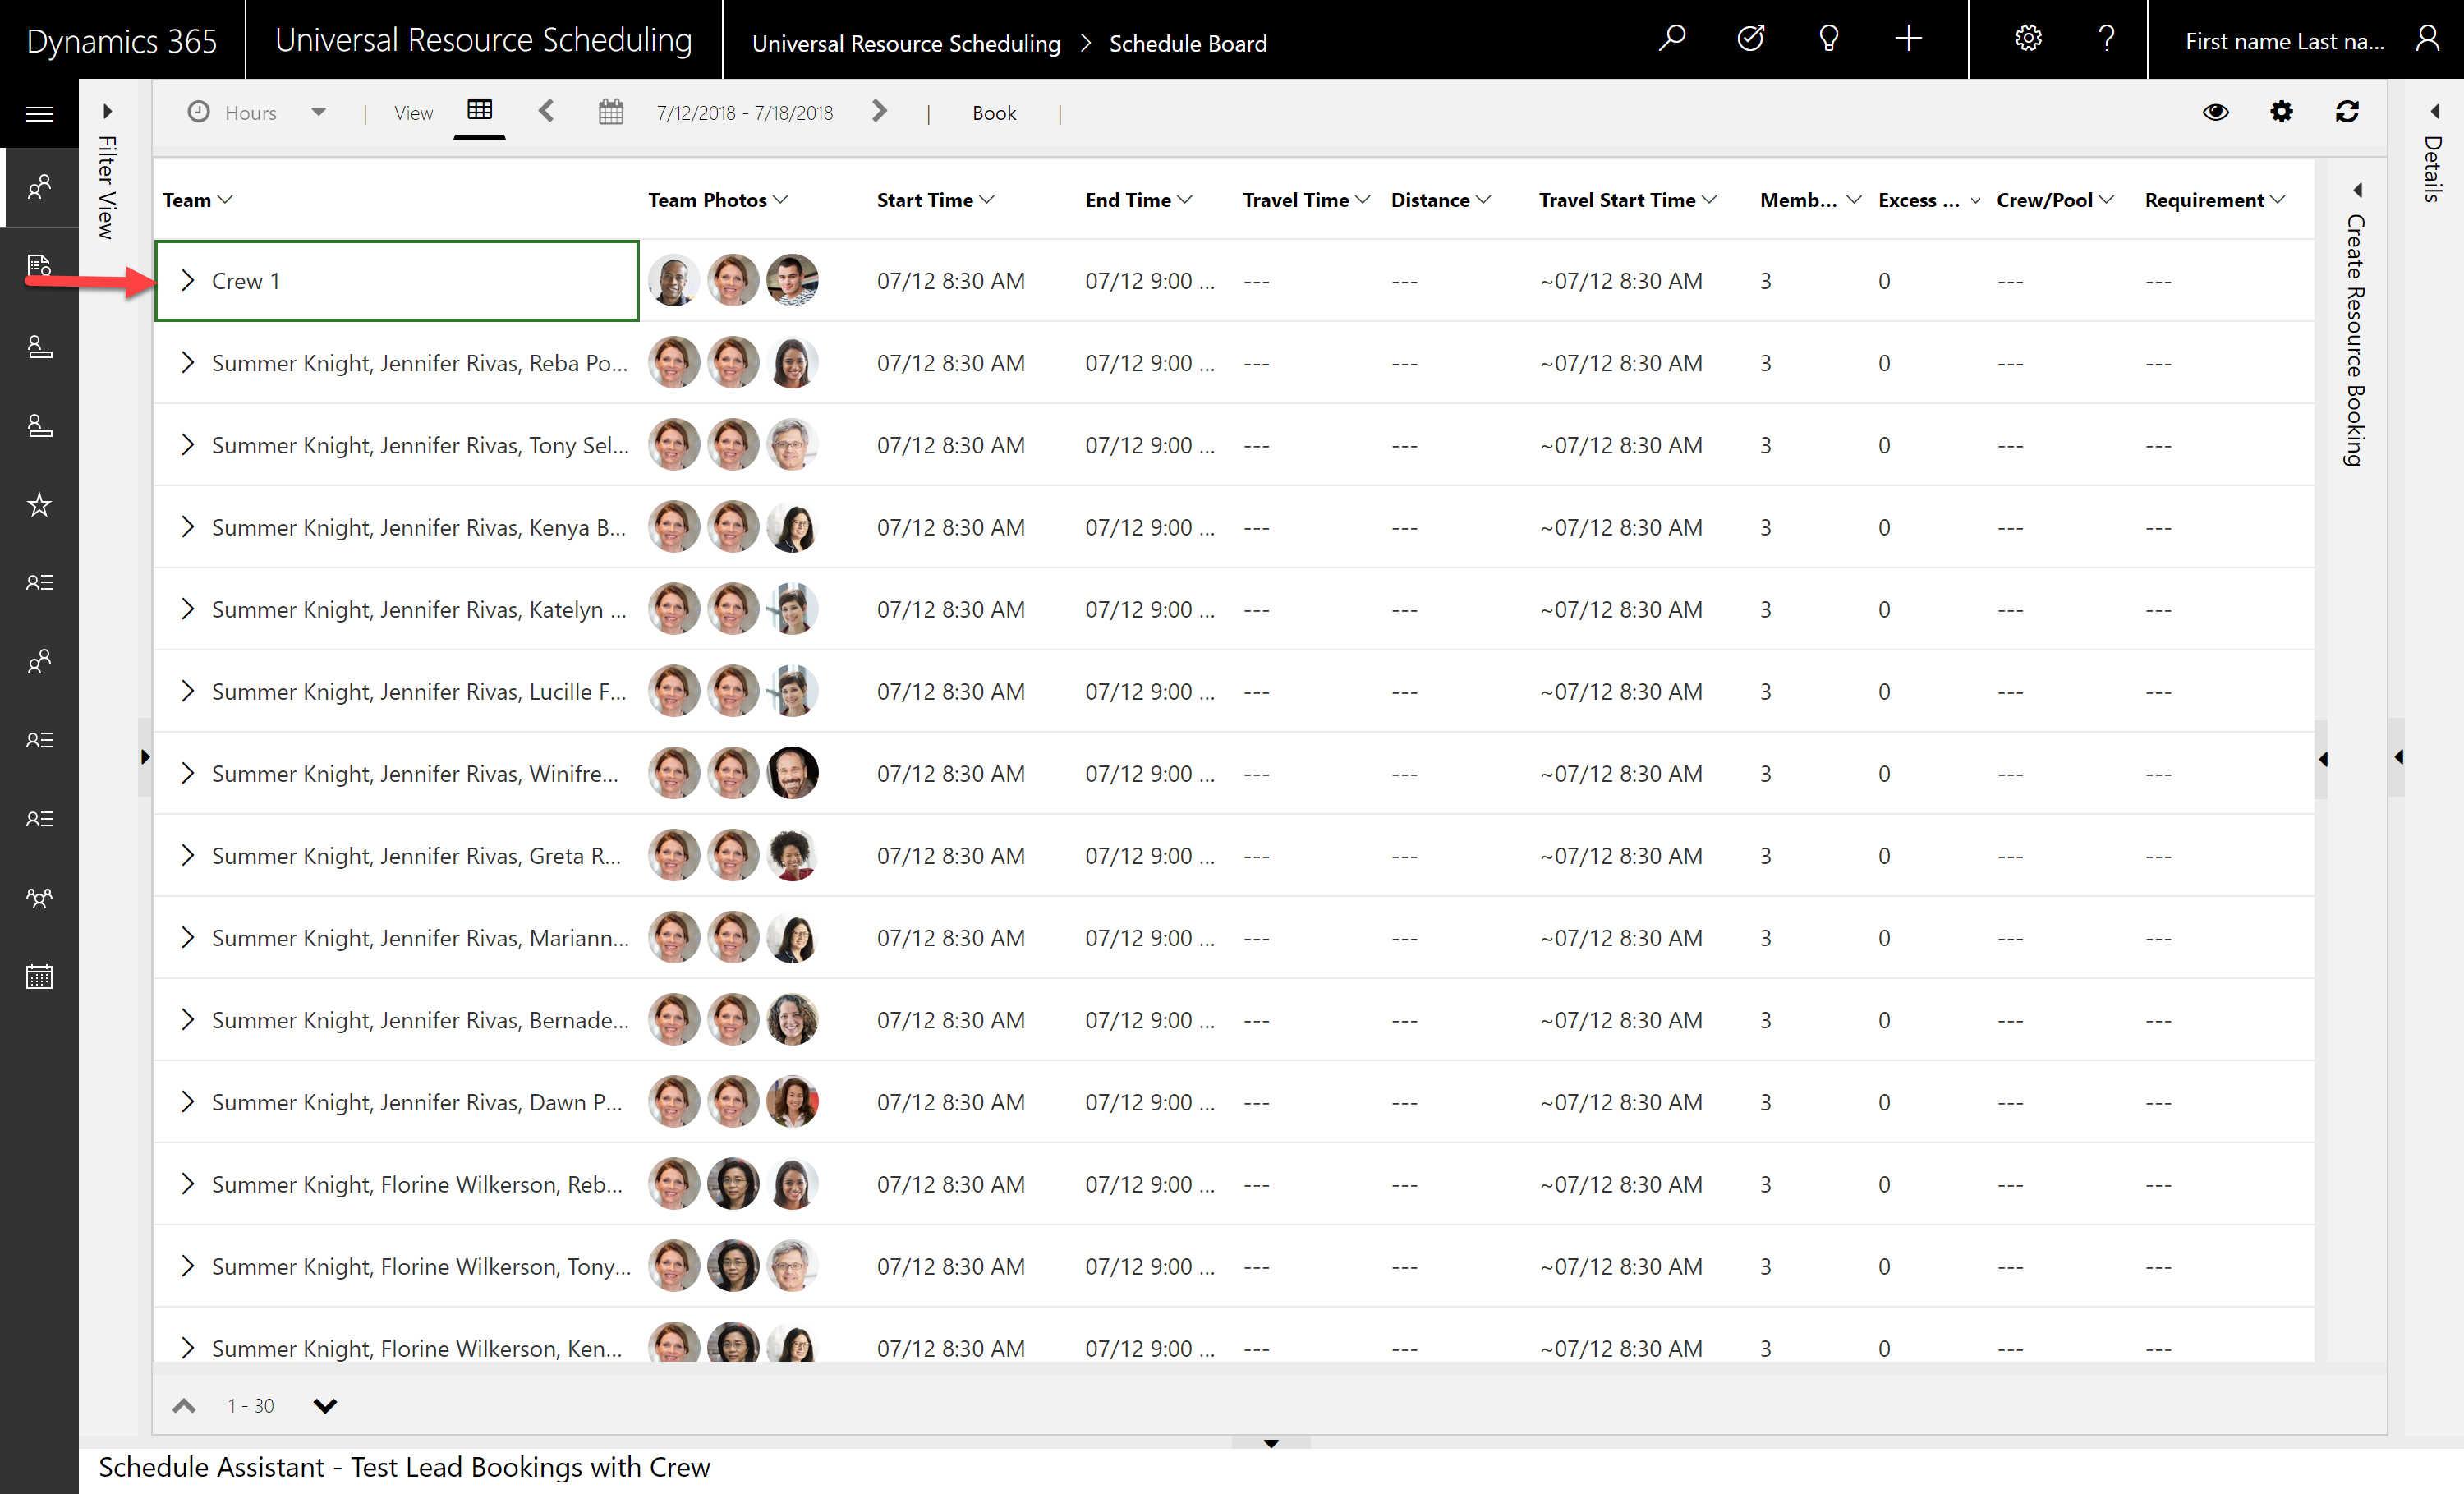 Dynamics 365 Universal Resource Scheduling Universal Resource Scheduling > Schedule Board First name Last na...
Filter View
Hours | View 7/12/2018 - 7/18/2018 | Book |
Details
Create Resource Booking
Team Team Photos Start Time End Time Travel Time Distance Travel Start Time Memb... Excess ... Crew/Pool Requirement
Crew 1 07/12 8:30 AM 07/12 9:00 ... --- --- ~07/12 8:30 AM 3 0 --- ---
Summer Knight, Jennifer Rivas, Reba Po... 07/12 8:30 AM 07/12 9:00 ... --- --- ~07/12 8:30 AM 3 0 --- ---
Summer Knight, Jennifer Rivas, Tony Sel... 07/12 8:30 AM 07/12 9:00 ... --- --- ~07/12 8:30 AM 3 0 --- ---
Summer Knight, Jennifer Rivas, Kenya B... 07/12 8:30 AM 07/12 9:00 ... --- --- ~07/12 8:30 AM 3 0 --- ---
Summer Knight, Jennifer Rivas, Katelyn ... 07/12 8:30 AM 07/12 9:00 ... --- --- ~07/12 8:30 AM 3 0 --- ---
Summer Knight, Jennifer Rivas, Lucille F... 07/12 8:30 AM 07/12 9:00 ... --- --- ~07/12 8:30 AM 3 0 --- ---
Summer Knight, Jennifer Rivas, Winifre... 07/12 8:30 AM 07/12 9:00 ... --- --- ~07/12 8:30 AM 3 0 --- ---
Summer Knight, Jennifer Rivas, Greta R... 07/12 8:30 AM 07/12 9:00 ... --- --- ~07/12 8:30 AM 3 0 --- ---
Summer Knight, Jennifer Rivas, Mariann... 07/12 8:30 AM 07/12 9:00 ... --- --- ~07/12 8:30 AM 3 0 --- ---
Summer Knight, Jennifer Rivas, Bernade... 07/12 8:30 AM 07/12 9:00 ... --- --- ~07/12 8:30 AM 3 0 --- ---
Summer Knight, Jennifer Rivas, Dawn P... 07/12 8:30 AM 07/12 9:00 ... --- --- ~07/12 8:30 AM 3 0 --- ---
Summer Knight, Florine Wilkerson, Reb... 07/12 8:30 AM 07/12 9:00 ... --- --- ~07/12 8:30 AM 3 0 --- ---
Summer Knight, Florine Wilkerson, Tony... 07/12 8:30 AM 07/12 9:00 ... --- --- ~07/12 8:30 AM 3 0 --- ---
Summer Knight, Florine Wilkerson, Ken... 07/12 8:30 AM 07/12 9:00 ... --- --- ~07/12 8:30 AM 3 0 --- ---
1 - 30
Schedule Assistant - Test Lead Bookings with Crew